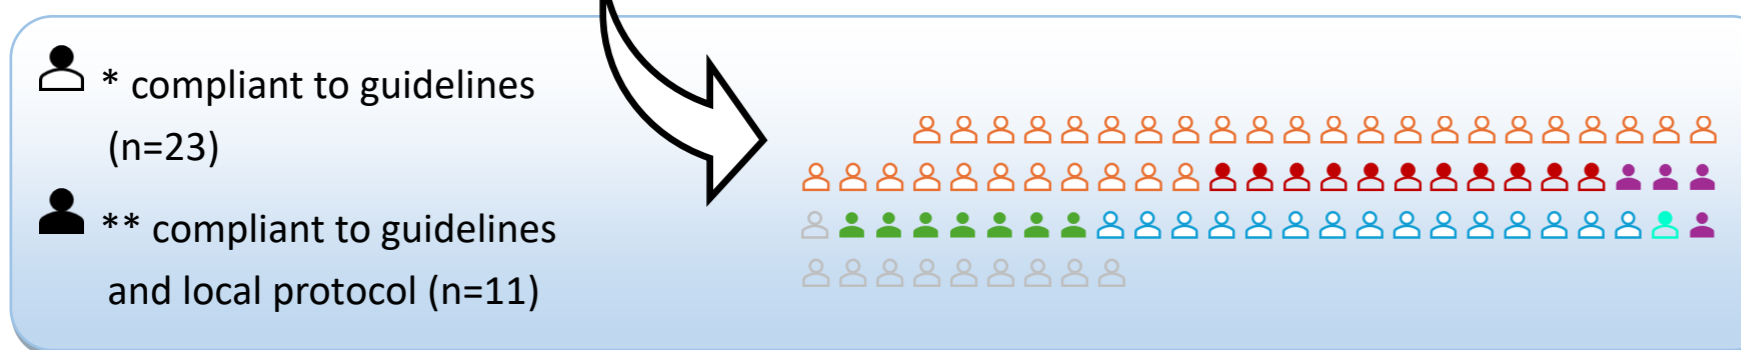 * compliant to guidelines
(n=23)
** compliant to guidelines
and local protocol (n=11)